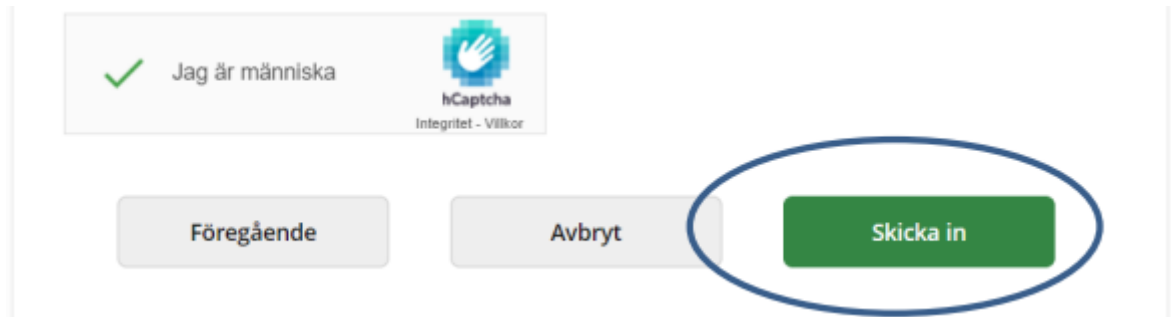 Jag är människa
hCaptcha
Integritet - Villkor
Föregående
Avbryt
Skicka in